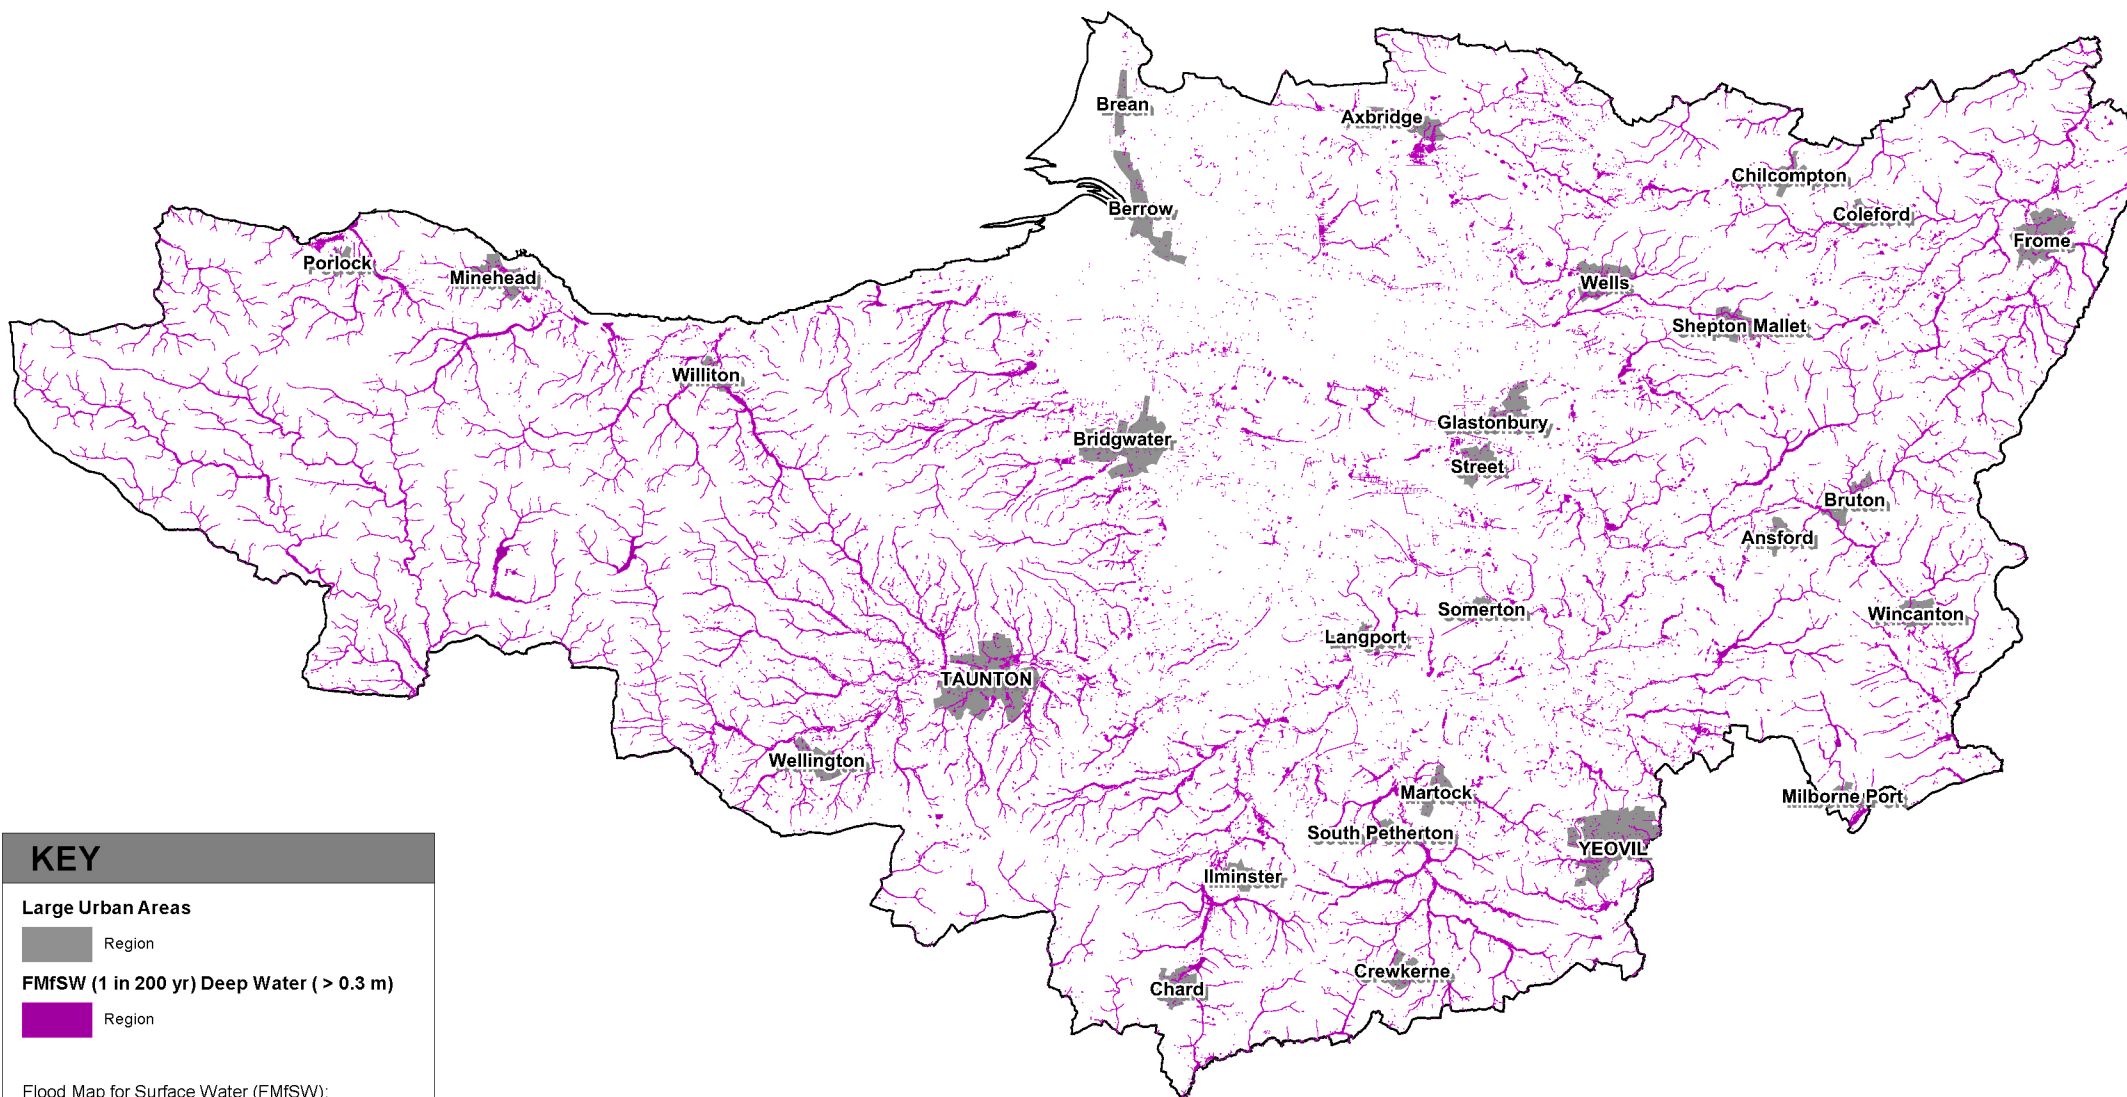 Brean
Axbridge
Chilcompton
Berrow
Coleford
Frome
Porlock
Minehead
Wells
Shepton Mallet
Williton
Glastonbury
Bridgwater
Street
Bruton
Ansford
Somerton
Wincanton
Langport
TAUNTON
Wellington
Martock
Milborne Port
South Petherton
YEOVIL
Ilminster
Crewkerne
Chard
KEY
Large Urban Areas
Region
FMfSW (1 in 200 yr) Deep Water ( > 0.3 m)
Region
Flood Map for Surface Water (FMfSW):